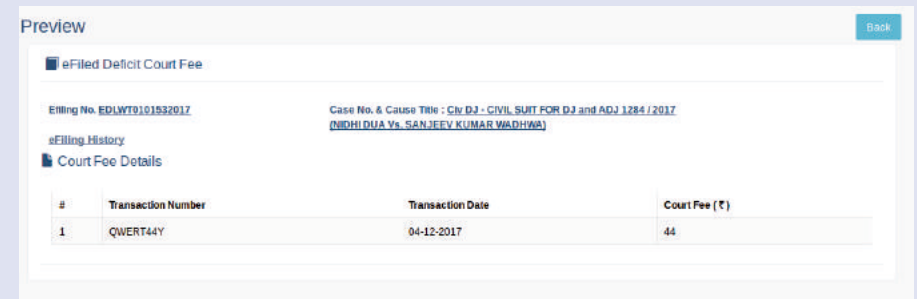 Preview
Back
eFiled Deficit Court Fee
Efiling No. EDLWT0101532017
Case No. & Cause Title : Civ DJ - CIVIL SUIT FOR DJ and ADJ 1284 / 2017
(NIDHI DUA Vs. SANJEEV KUMAR WADHWA)
eFiling History
Court Fee Details
# Transaction Number Transaction Date Court Fee ( ₹ )
1 QWERT44Y 04-12-2017 44